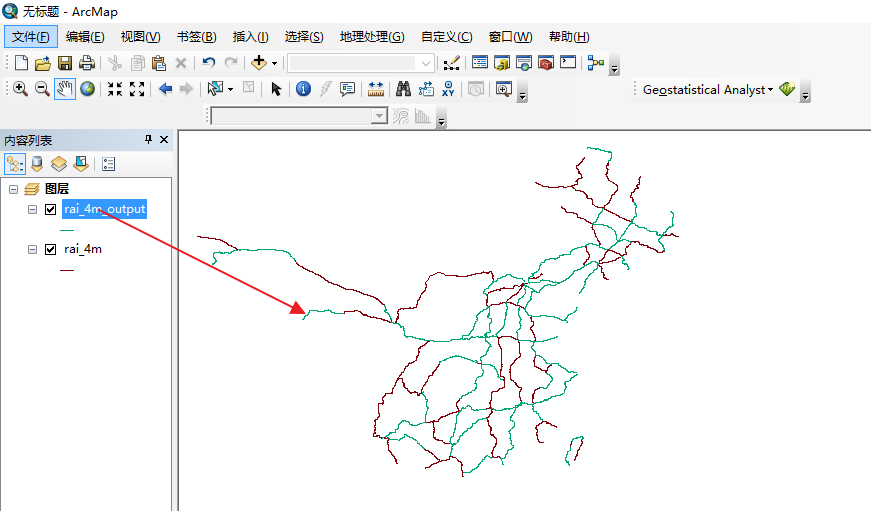 无标题 - ArcMap
文件(F) 编辑(E) 视图(V) 书签(B) 插入(I) 选择(S) 地理处理(G) 自定义(C) 窗口(W) 帮助(H)
XY
Geostatistical Analyst
内容列表
图层
rai_4m_output
rai_4m